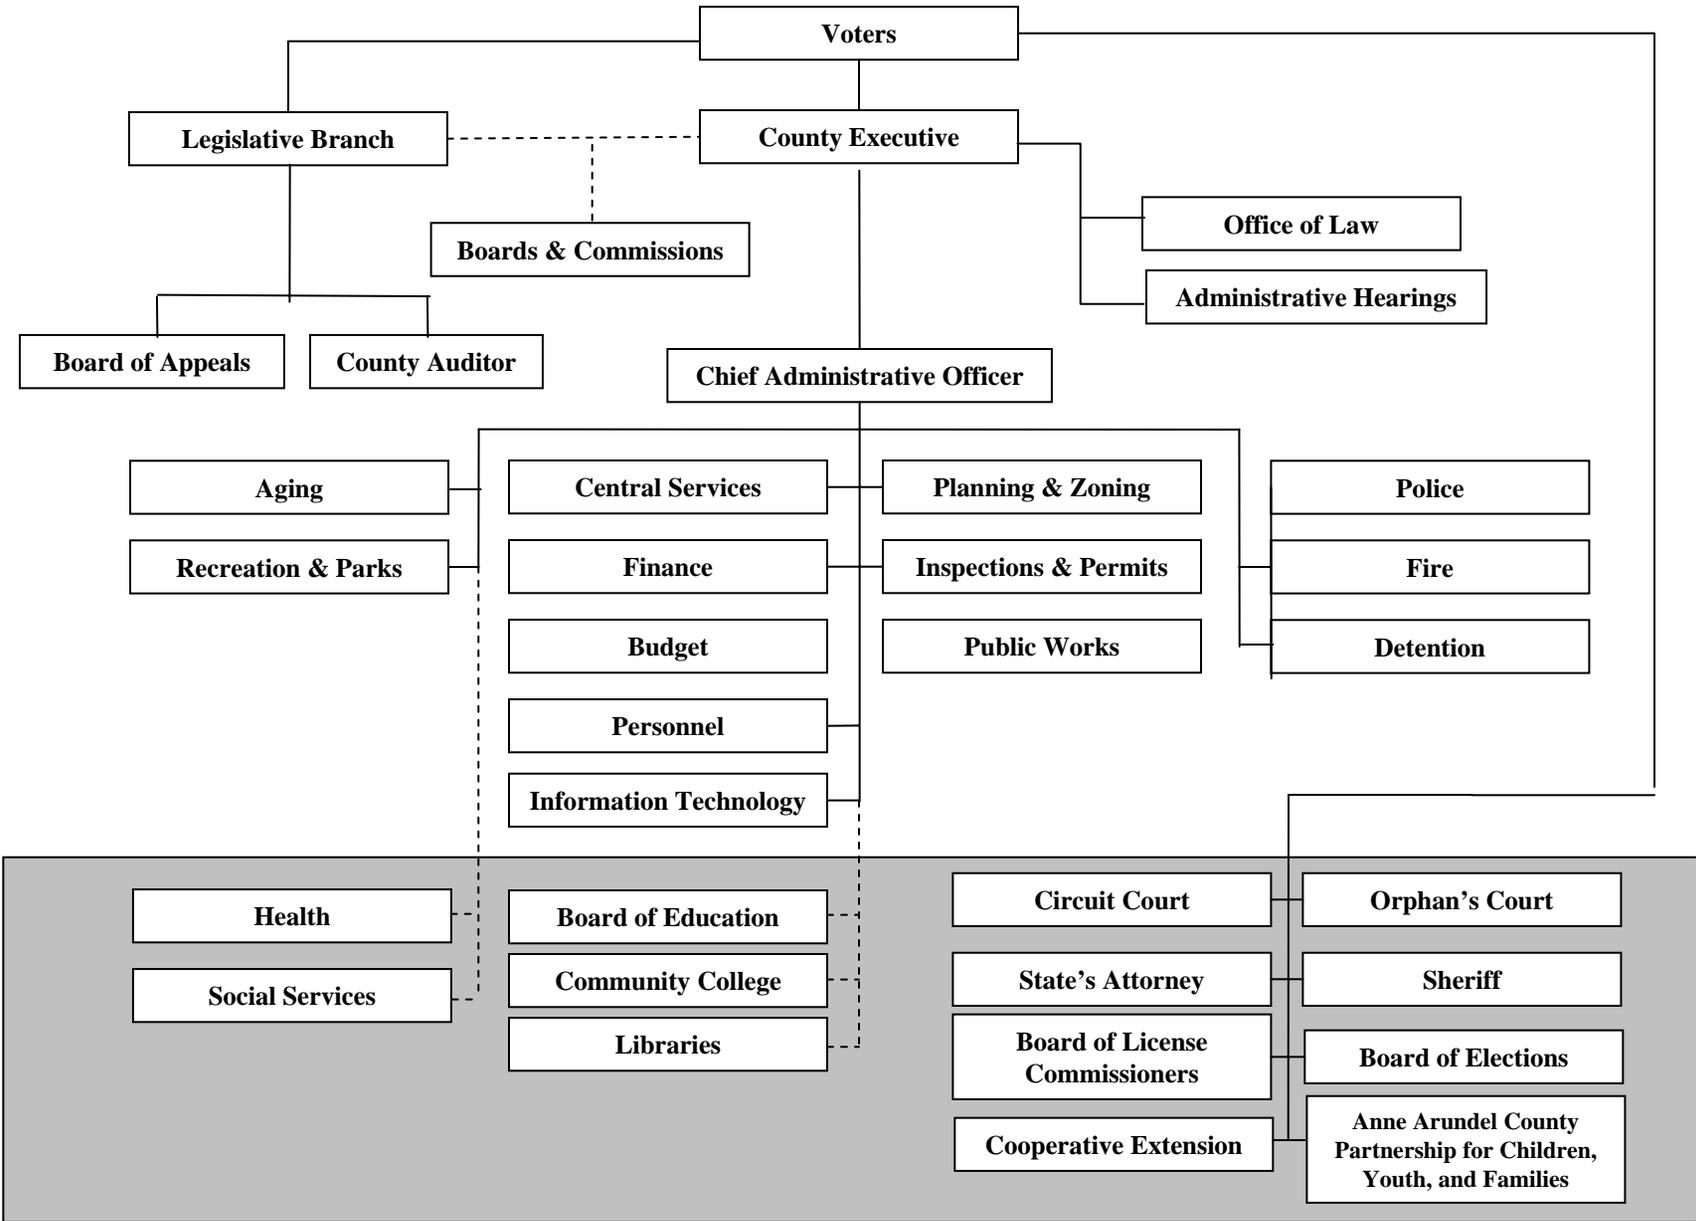 Voters
Legislative Branch
County Executive
Boards & Commissions
Office of Law
Administrative Hearings
Board of Appeals
County Auditor
Chief Administrative Officer
Aging
Central Services
Planning & Zoning
Police
Recreation & Parks
Finance
Inspections & Permits
Fire
Budget
Public Works
Detention
Personnel
Information Technology
Health
Board of Education
Circuit Court
Orphan’s Court
Social Services
Community College
State’s Attorney
Sheriff
Libraries
Board of License
Commissioners
Board of Elections
Cooperative Extension
Anne Arundel County
Partnership for Children,
Youth, and Families